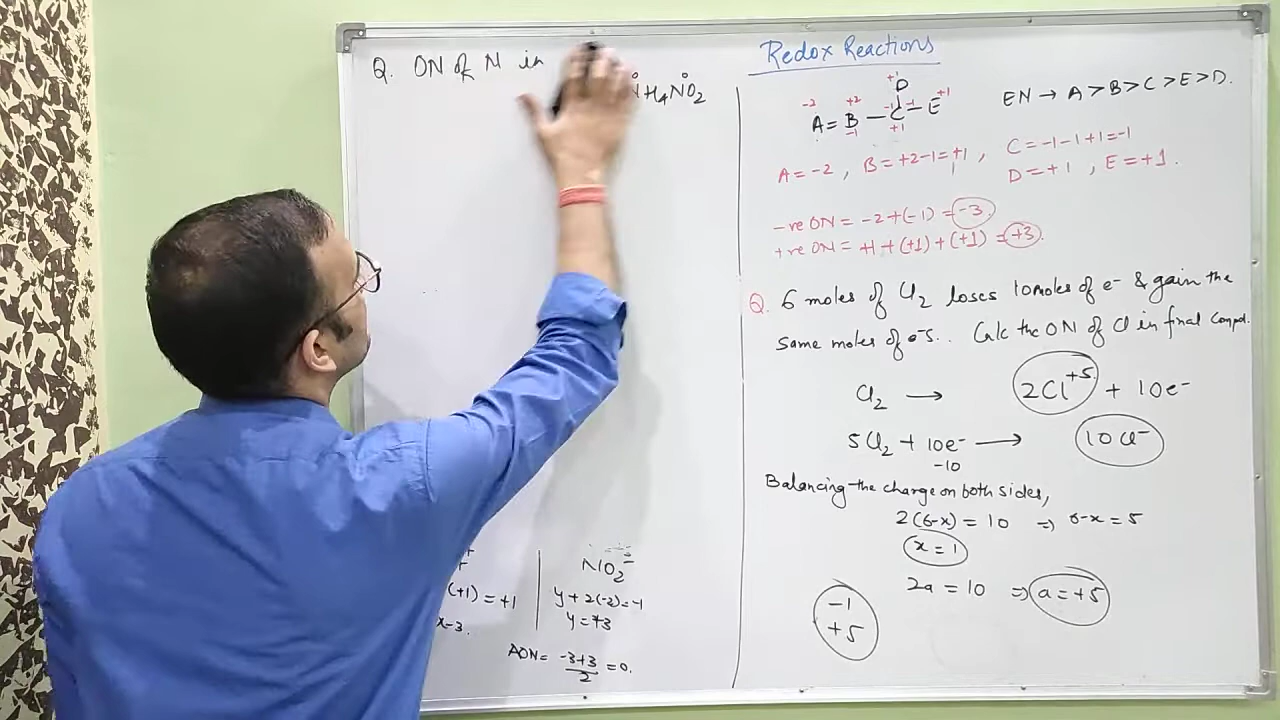 Q. ON of N in
NH4NO2
+
(+1) = +1
x-3.
NO2-
y + 2(-2) = -1
y = +3
AON = -3+3/2 = 0.
Redox Reactions
+1
D
-2 +2 -1 -1 +1
A = B - C - E
-1 +1
EN → A > B > C > E > D.
A = -2, B = +2-1 = +1, C = -1-1+1 = -1
D = +1, E = +1.
-ve ON = -2+(-1) = -3
+ve ON = +1+(+1)+(+1) = +3.
Q. 6 moles of Cl2 loses 10 moles of e- & gain the
same moles of e-s.. Calc the ON of Cl in final compd.
Cl2 → 2Cl+5 + 10e-
5Cl2 + 10e- → 10Cl-
-10
Balancing the charge on both sides,
2(6-x) = 10 ⇒ 6-x = 5
x = 1
2a = 10 ⇒ a = +5
-1
+5